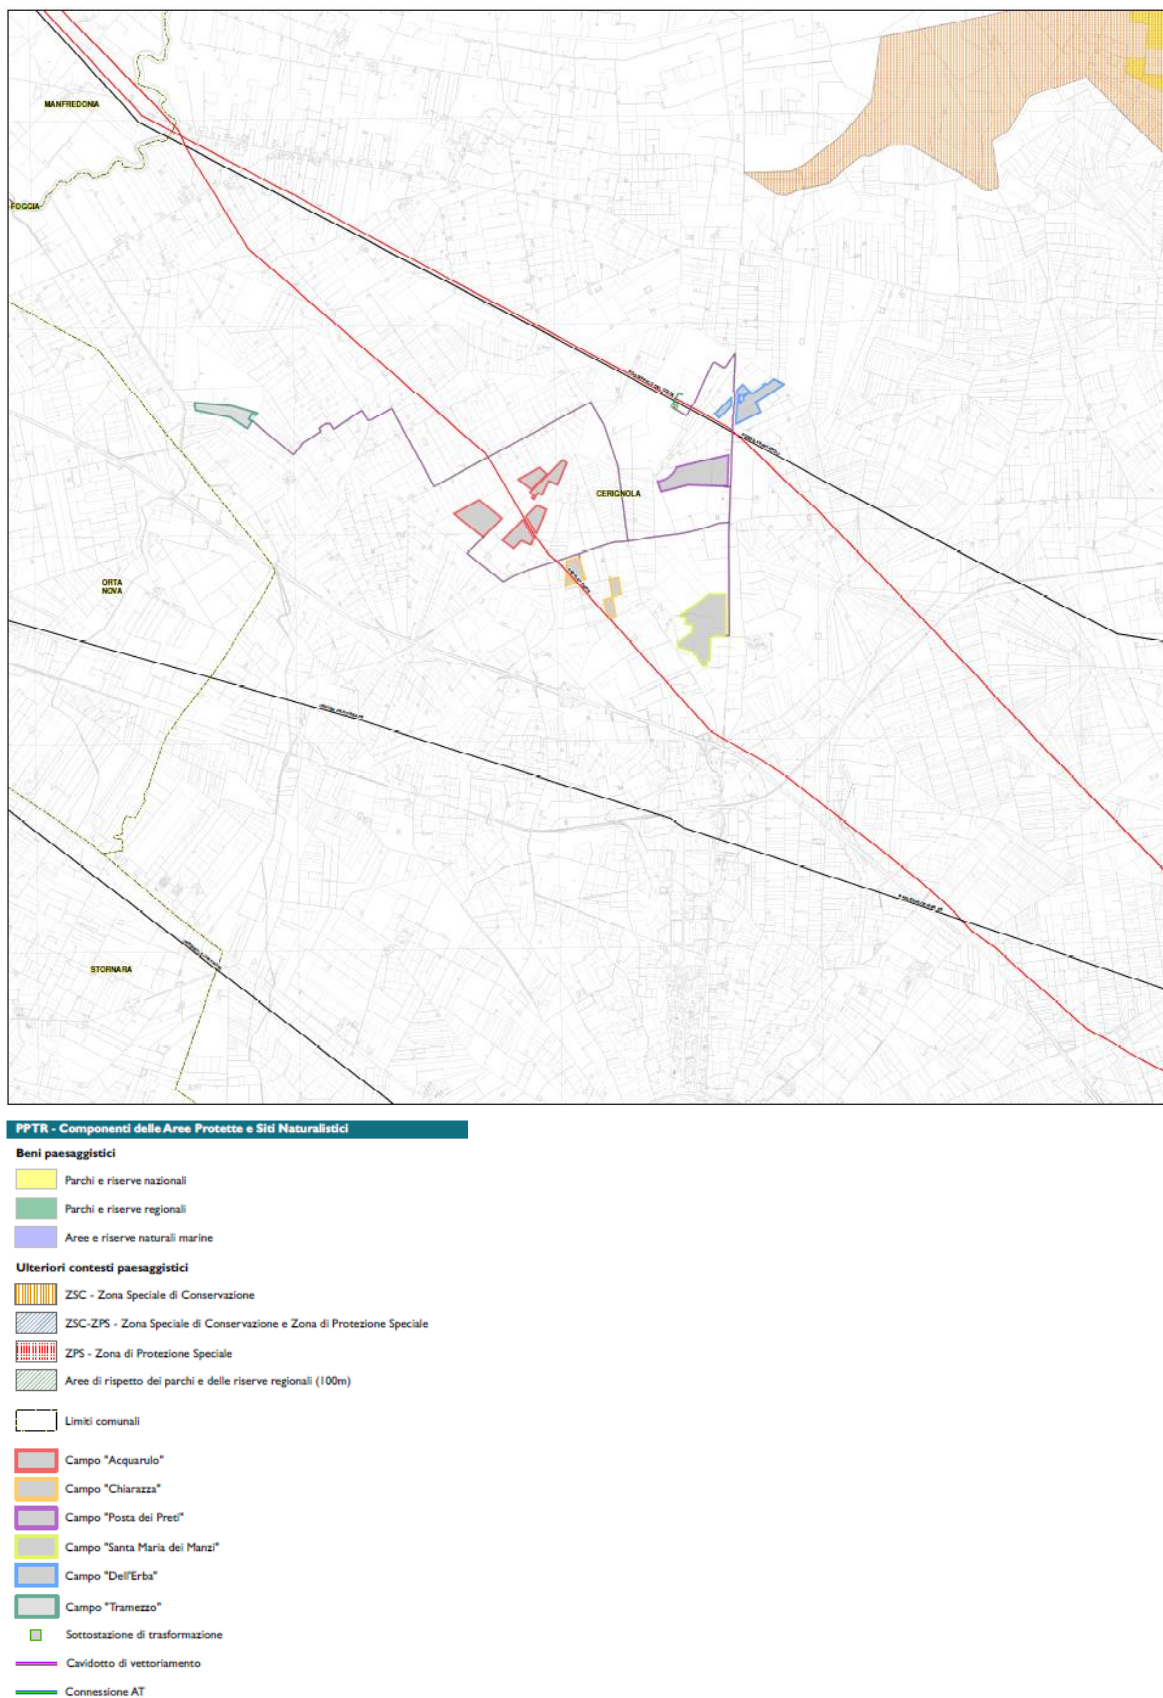 MANFREDONIA
FOGGIA
CERIGNOLA
ORTA
NOVA
STORNARA
PPTR - Componenti delle Aree Protette e Siti Naturalistici
Beni paesaggistici
Parchi e riserve nazionali
Parchi e riserve regionali
Aree e riserve naturali marine
Ulteriori contesti paesaggistici
ZSC - Zona Speciale di Conservazione
ZSC-ZPS - Zona Speciale di Conservazione e Zona di Protezione Speciale
ZPS - Zona di Protezione Speciale
Aree di rispetto dei parchi e delle riserve regionali (100m)
Limiti comunali
Campo "Acquarulo"
Campo "Chiarazza"
Campo "Posta dei Preti"
Campo "Santa Maria dei Manzi"
Campo "Dell'Erba"
Campo "Tramezzo"
Sottostazione di trasformazione
Cavidotto di vettoriamento
Connessione AT